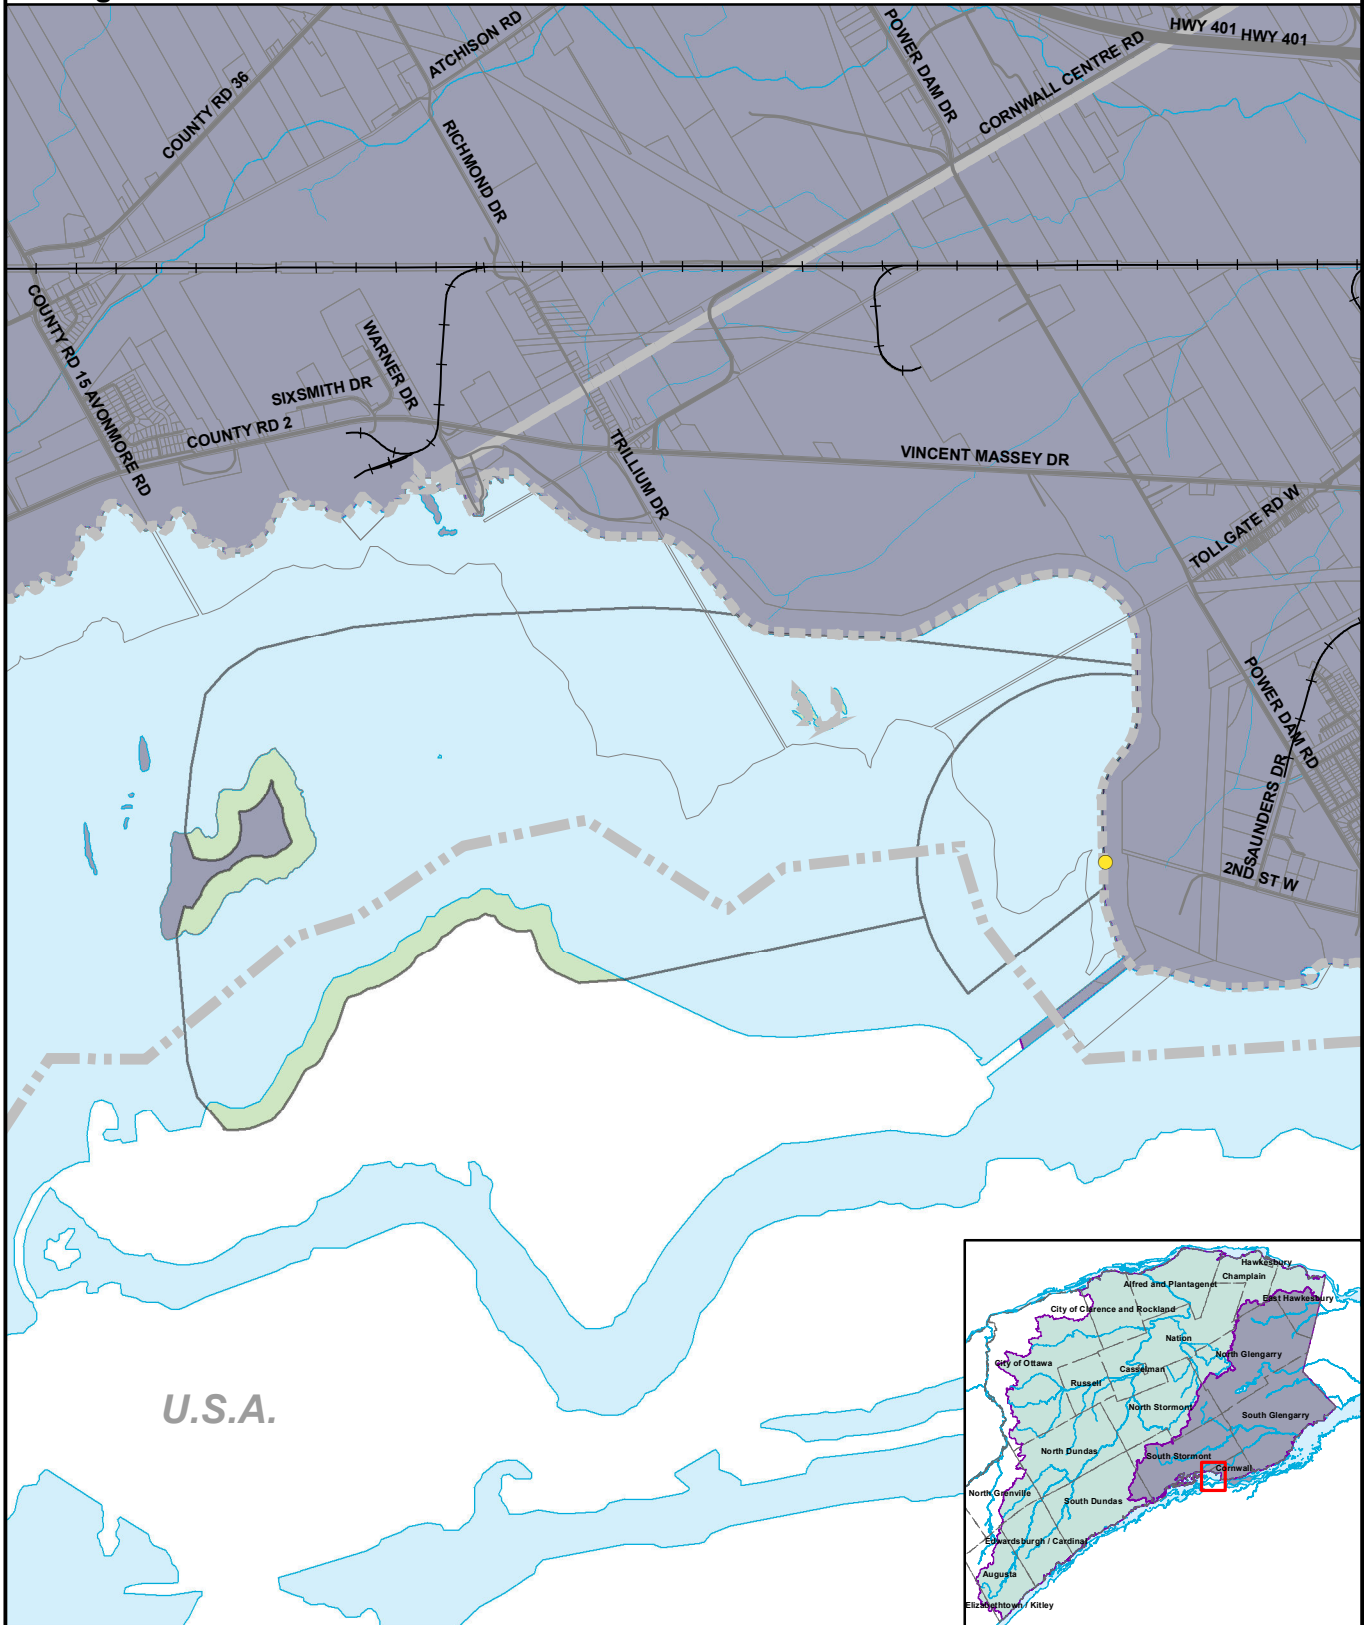 HWY 401 HWY 401
ATCHISON RD
POWER DAM DR
CORNWALL CENTRE RD
COUNTY RD 36
RICHMOND DR
COUNTY RD 15 AVONMORE RD
WARNER DR
SIXSMITH DR
COUNTY RD 2
TRILLIUM DR
VINCENT MASSEY DR
TOLLGATE RD W
POWER DAM RD
SAUNDERS DR
2ND ST W
U.S.A.
Hawkesbury
Champlain
Alfred and Plantagenet
East Hawkesbury
City of Clarence and Rockland
Nation
North Glengarry
City of Ottawa
Casselman
Russell
North Stormont
South Glengarry
North Dundas
South Stormont
Cornwall
North Grenville
South Dundas
Edwardsburgh / Cardinal
Augusta
Elizabethtown / Kitley